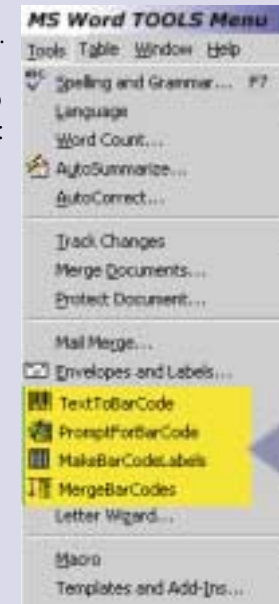 MS Word TOOLS Menu
Tools Table Window Help
Spelling and Grammar... F7
Language
Word Count...
AutoSummarize...
AutoCorrect...
Track Changes
Merge Documents...
Protect Document...
Mail Merge...
Envelopes and Labels...
TextToBarCode
PromptForBarCode
MakeBarCodeLabels
MergeBarCodes
Letter Wizard...
Macro
Templates and Add-Ins...